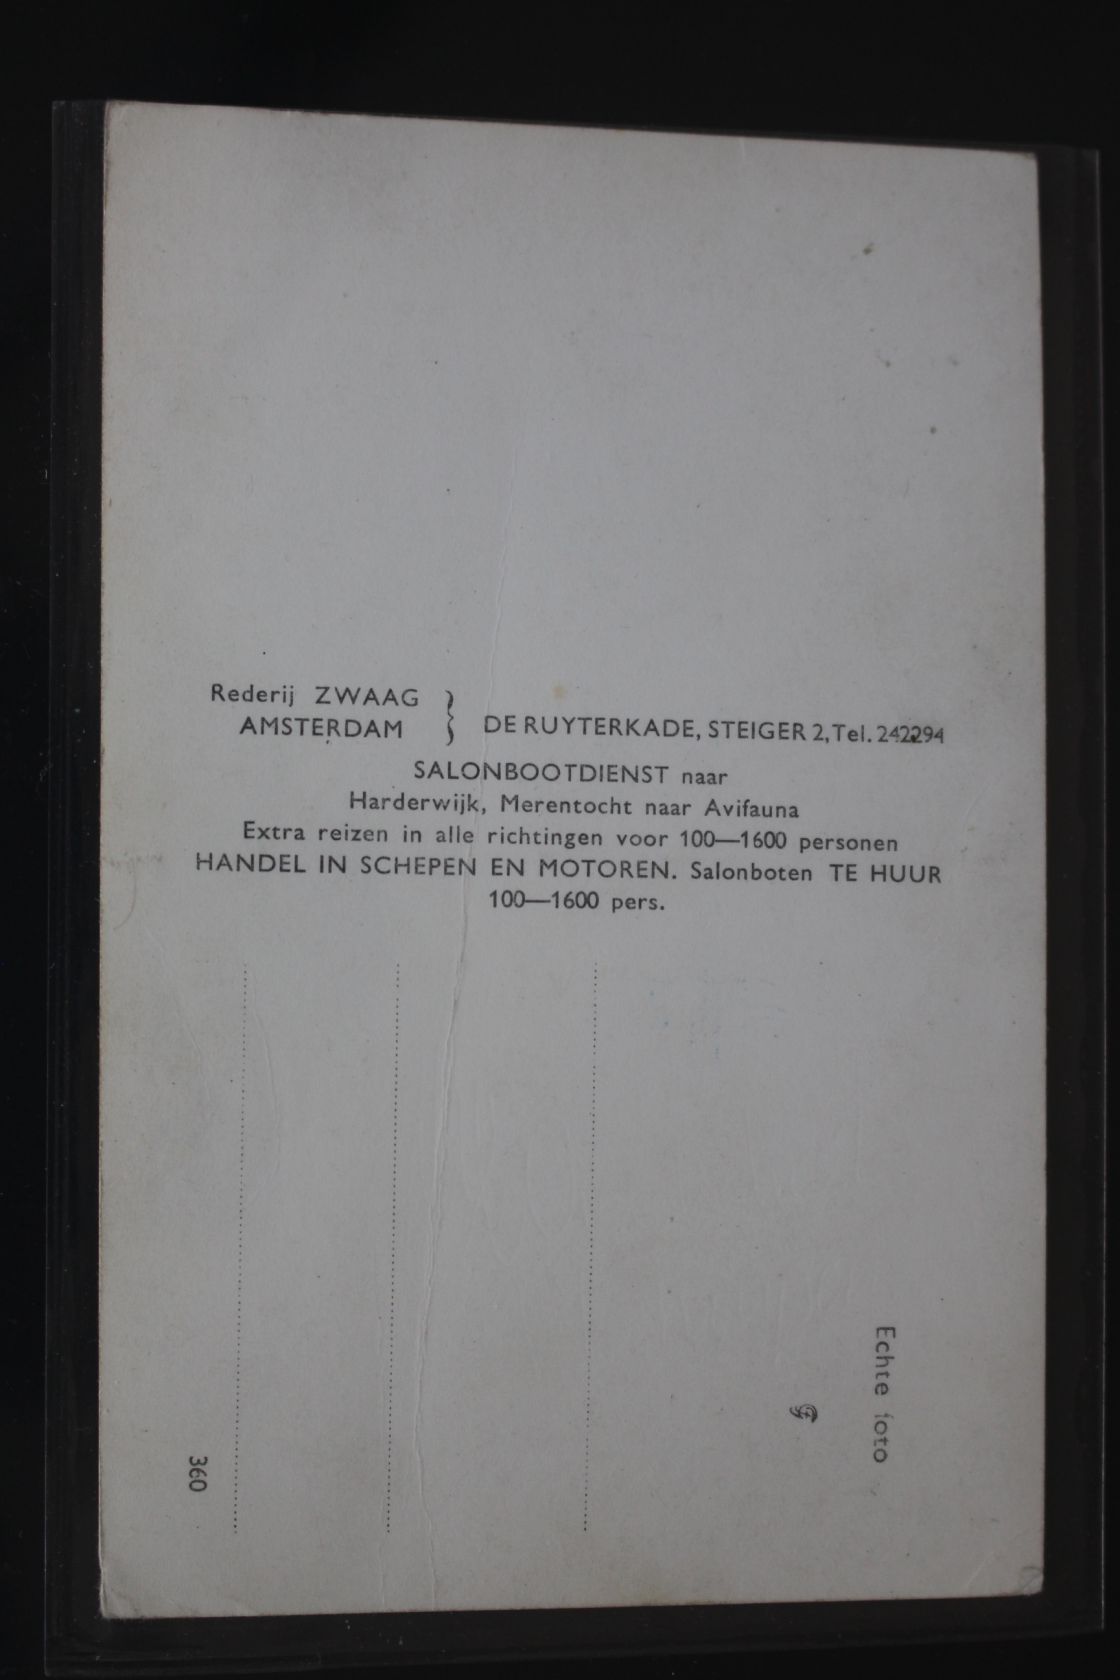 Rederij ZWAAG
AMSTERDAM } DE RUYTERKADE, STEIGER 2, Tel. 242294
SALONBOOTDIENST naar
Harderwijk, Merentocht naar Avifauna
Extra reizen in alle richtingen voor 100—1600 personen
HANDEL IN SCHEPEN EN MOTOREN. Salonboten TE HUUR
100—1600 pers.
Echte foto
360